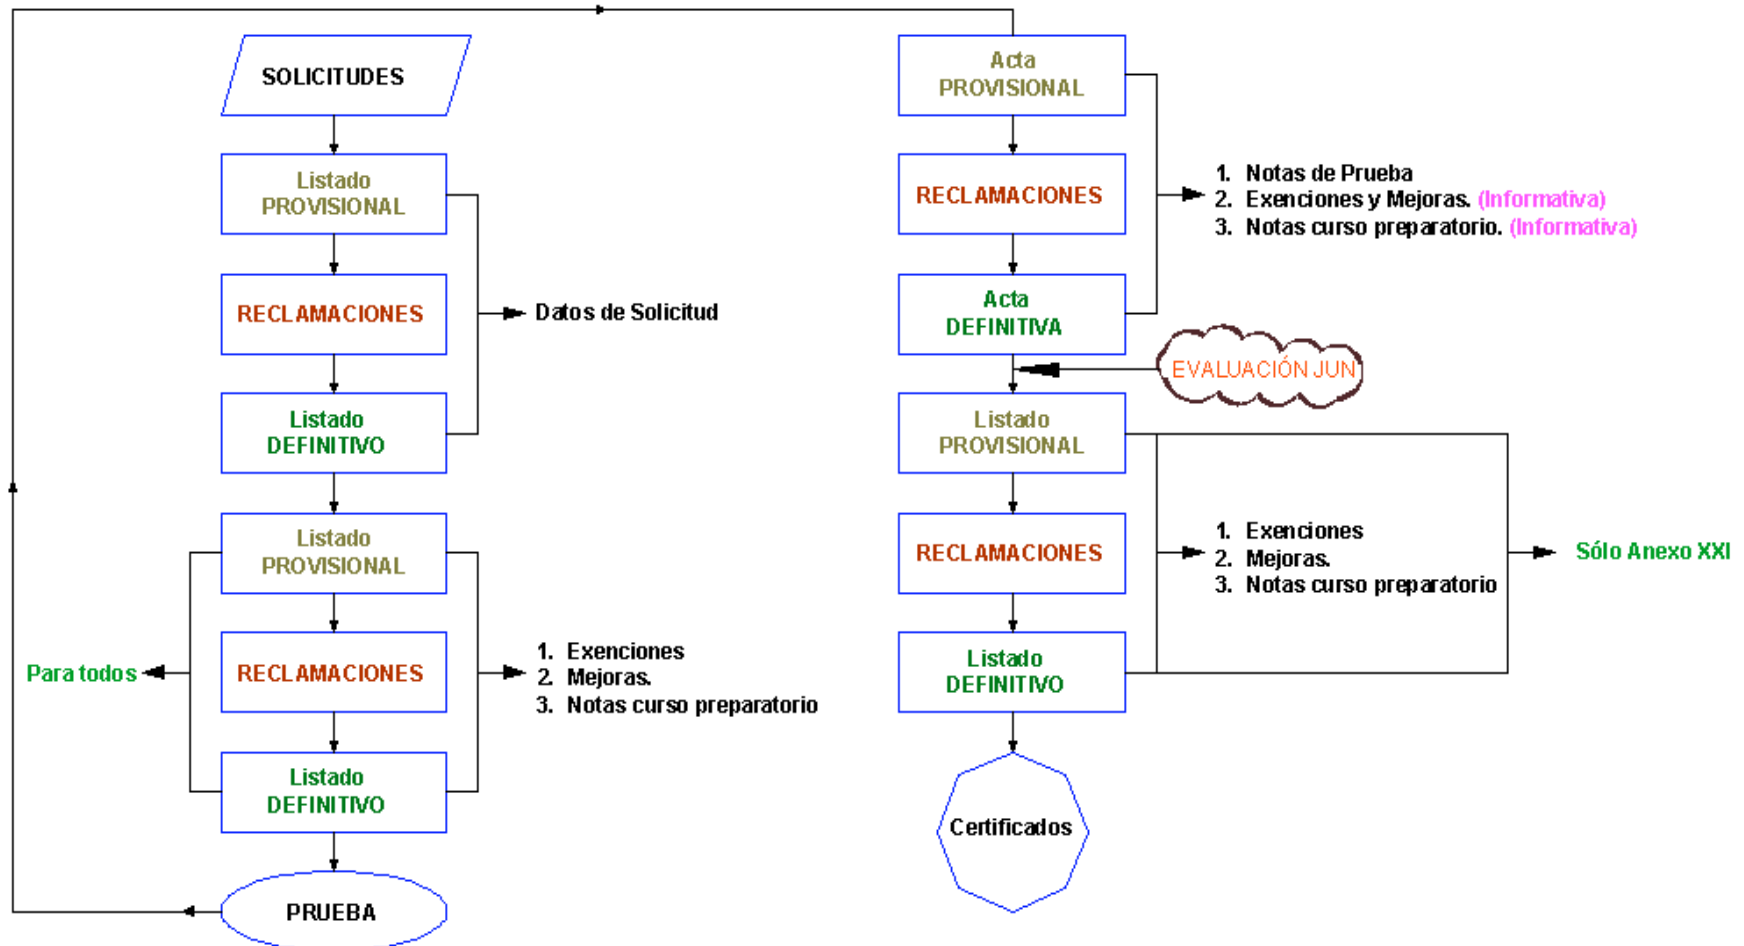 SOLICITUDES
Listado
PROVISIONAL
RECLAMACIONES
Datos de Solicitud
Listado
DEFINITIVO
Listado
PROVISIONAL
Para todos
RECLAMACIONES
1. Exenciones
2. Mejoras.
3. Notas curso preparatorio
Listado
DEFINITIVO
PRUEBA
Acta
PROVISIONAL
RECLAMACIONES
1. Notas de Prueba
2. Exenciones y Mejoras. (Informativa)
3. Notas curso preparatorio. (Informativa)
Acta
DEFINITIVA
EVALUACIÓN JUN
Listado
PROVISIONAL
RECLAMACIONES
1. Exenciones
2. Mejoras.
3. Notas curso preparatorio
Sólo Anexo XXI
Listado
DEFINITIVO
Certificados